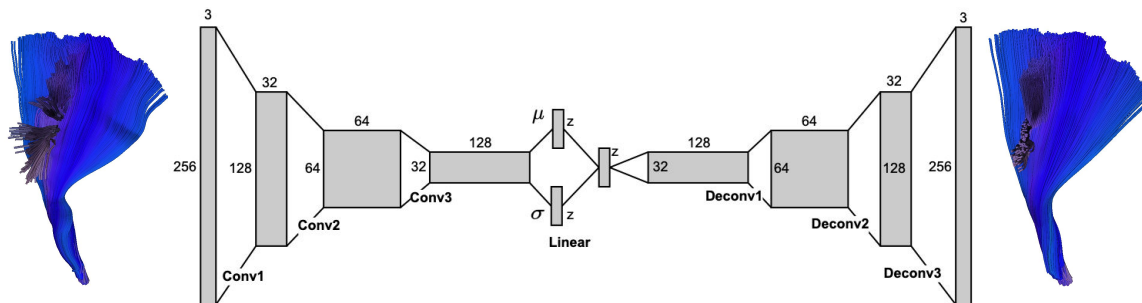 3
256
Conv1
32
128
Conv2
64
64
Conv3
128
32
μ
z
σ
z
Linear
z
128
32
Deconv1
64
64
Deconv2
32
128
Deconv3
3
256